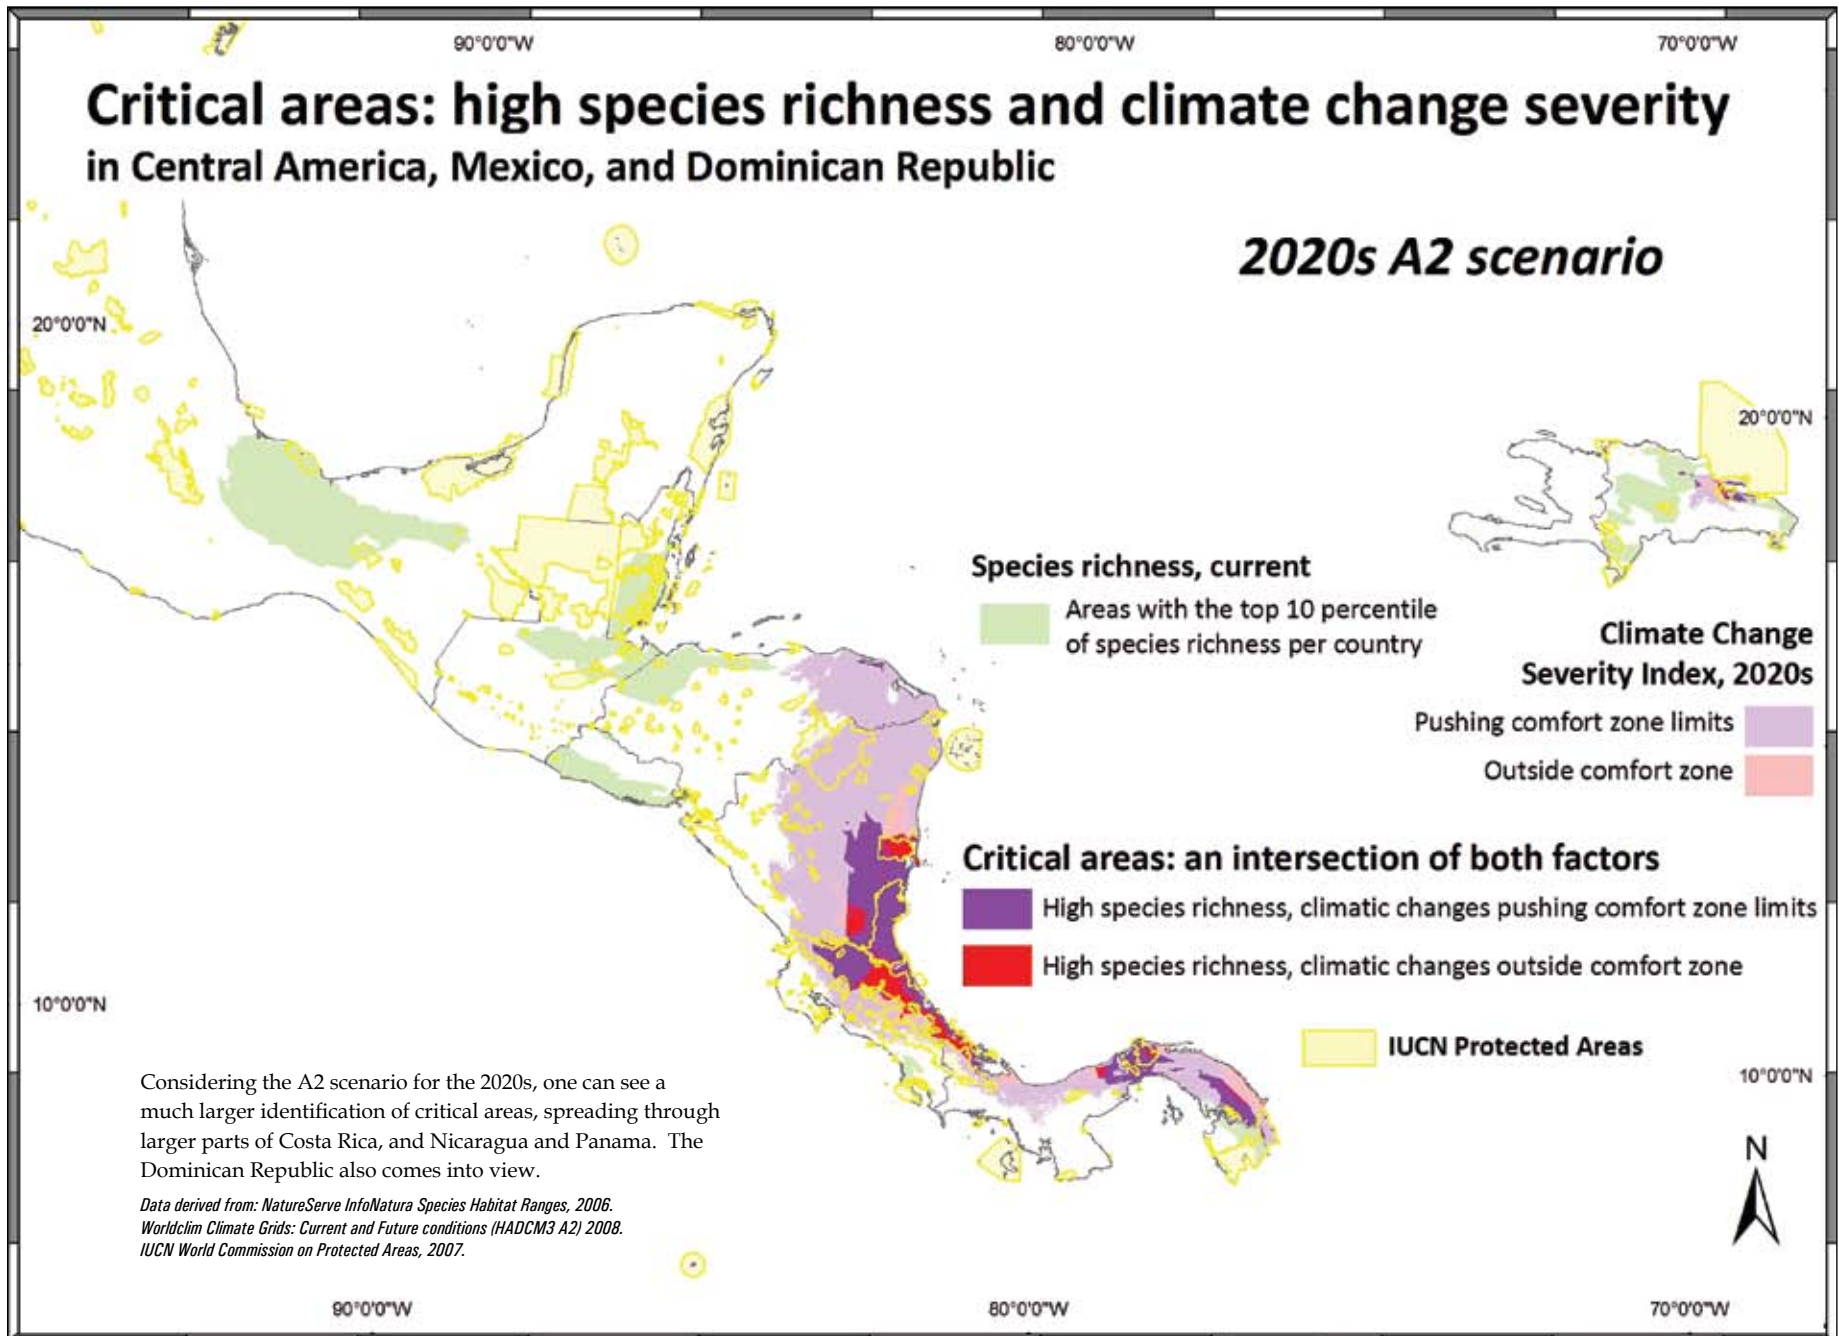 90°0'0"W
80°0'0"W
70°0'0"W
Critical areas: high species richness and climate change severity
in Central America, Mexico, and Dominican Republic
2020s A2 scenario
20°0'0"N
20°0'0"N
Species richness, current
Areas with the top 10 percentile
of species richness per country
Climate Change
Severity Index, 2020s
Pushing comfort zone limits
Outside comfort zone
Critical areas: an intersection of both factors
High species richness, climatic changes pushing comfort zone limits
High species richness, climatic changes outside comfort zone
10°0'0"N
IUCN Protected Areas
10°0'0"N
Considering the A2 scenario for the 2020s, one can see a
much larger identification of critical areas, spreading through
larger parts of Costa Rica, and Nicaragua and Panama.  The
Dominican Republic also comes into view.
Data derived from: NatureServe InfoNatura Species Habitat Ranges, 2006.
Worldclim Climate Grids: Current and Future conditions (HADCM3 A2) 2008.
IUCN World Commission on Protected Areas, 2007.
N
90°0'0"W
80°0'0"W
70°0'0"W